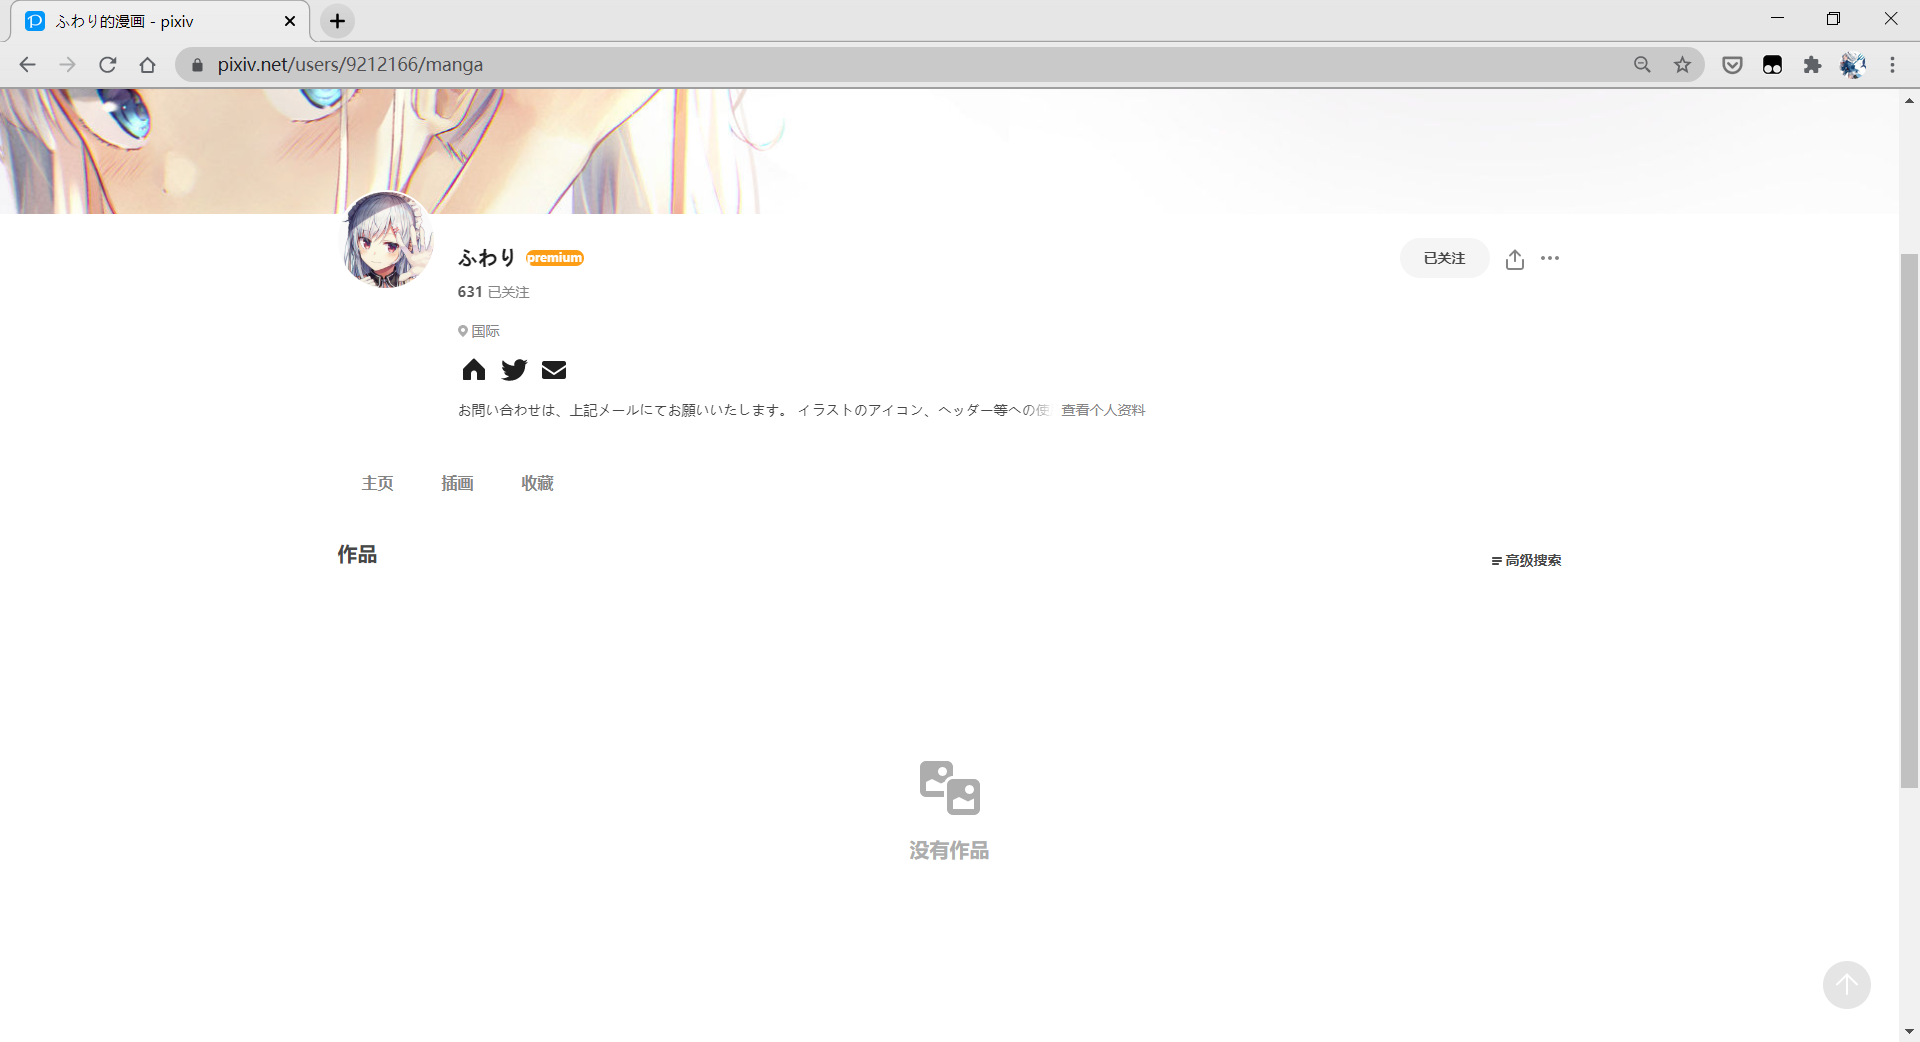 ふわり的漫画 - pixiv
pixiv.net/users/9212166/manga
ふわり premium
已关注
631 已关注
国际
お問い合わせは、上記メールにてお願いいたします。 イラストのアイコン、ヘッダー等への使 查看个人资料
主页 插画 收藏
作品
高级搜索
没有作品